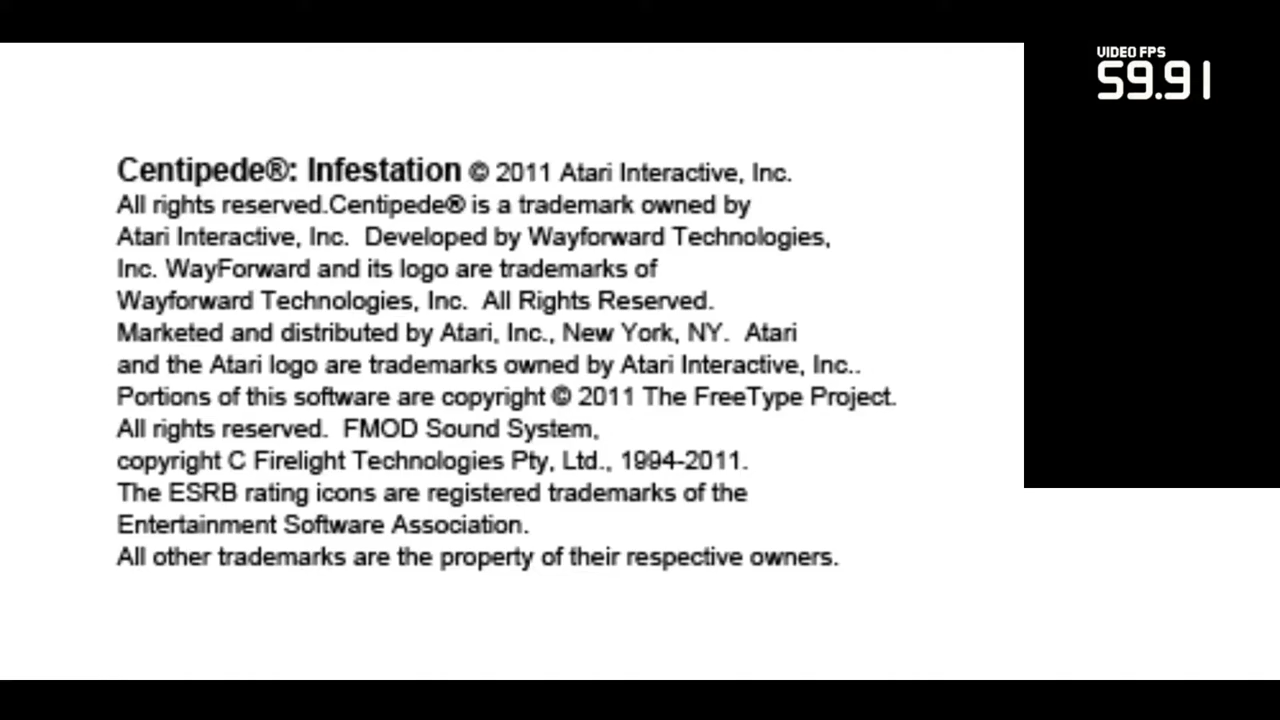 VIDEO FPS
59.91
Centipede®: Infestation © 2011 Atari Interactive, Inc.
All rights reserved.Centipede® is a trademark owned by
Atari Interactive, Inc.  Developed by Wayforward Technologies,
Inc. WayForward and its logo are trademarks of
Wayforward Technologies, Inc.  All Rights Reserved.
Marketed and distributed by Atari, Inc., New York, NY.  Atari
and the Atari logo are trademarks owned by Atari Interactive, Inc..
Portions of this software are copyright © 2011 The FreeType Project.
All rights reserved.  FMOD Sound System,
copyright C Firelight Technologies Pty, Ltd., 1994-2011.
The ESRB rating icons are registered trademarks of the
Entertainment Software Association.
All other trademarks are the property of their respective owners.